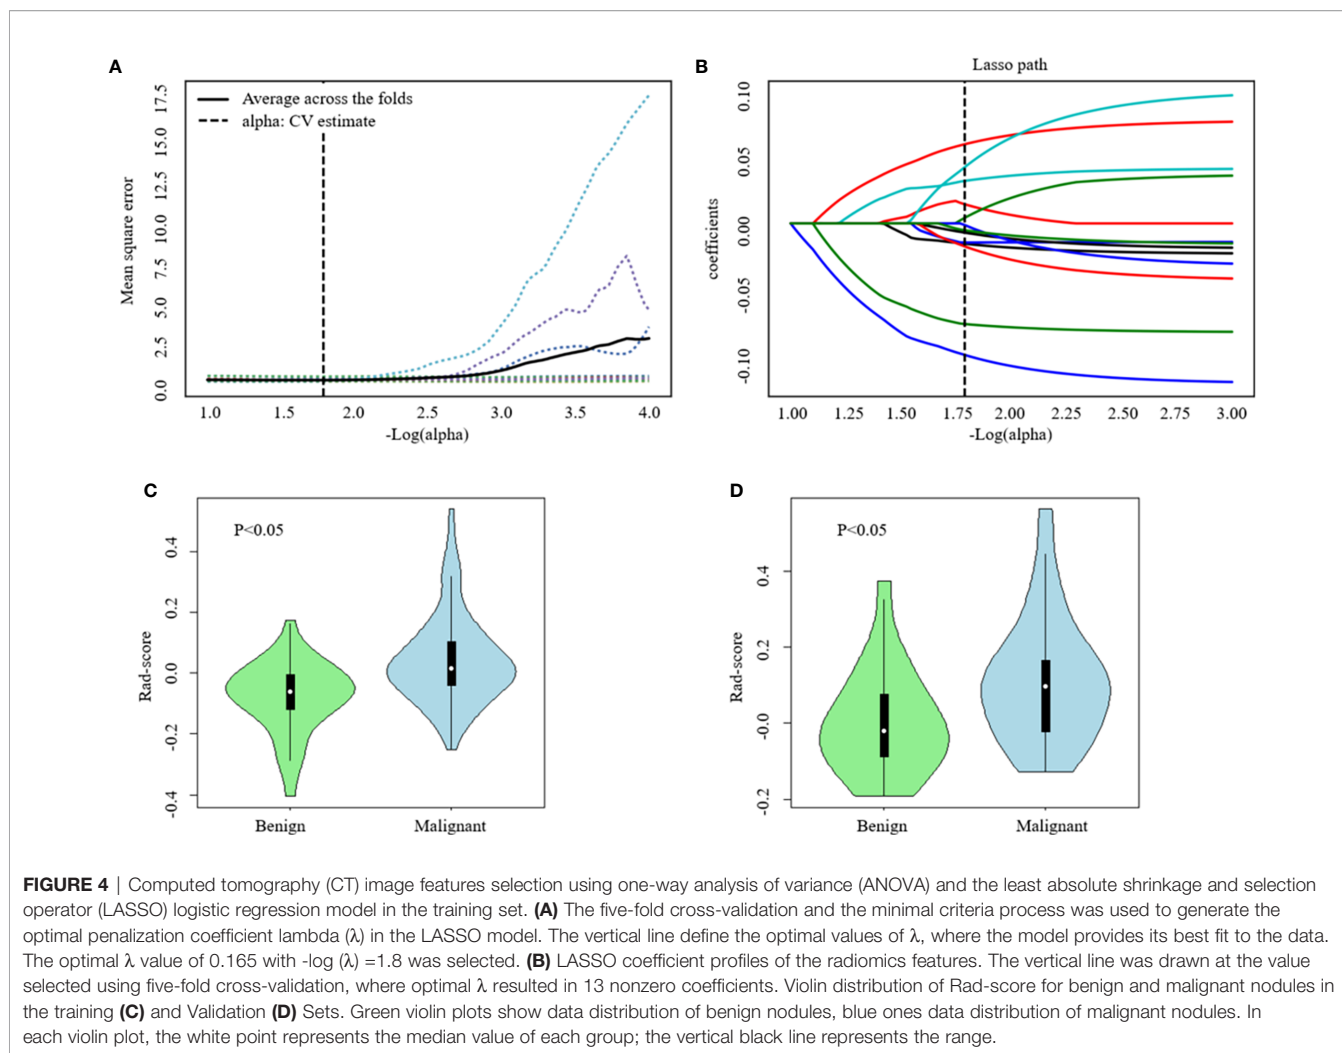 A
Average across the folds
alpha: CV estimate
Mean square error
17.5
15.0
12.5
10.0
7.5
5.0
2.5
0.0
1.0 1.5 2.0 2.5 3.0 3.5 4.0
-Log(alpha)
B
Lasso path
coefficients
0.10
0.05
0.00
-0.05
-0.10
1.00 1.25 1.50 1.75 2.00 2.25 2.50 2.75 3.00
-Log(alpha)
C
P<0.05
Rad-score
0.4
0.2
0.0
-0.2
-0.4
Benign Malignant
D
P<0.05
Rad-score
0.4
0.2
-0.0
-0.2
Benign Malignant
FIGURE 4 | Computed tomography (CT) image features selection using one-way analysis of variance (ANOVA) and the least absolute shrinkage and selection
operator (LASSO) logistic regression model in the training set. (A) The five-fold cross-validation and the minimal criteria process was used to generate the
optimal penalization coefficient lambda (λ) in the LASSO model. The vertical line define the optimal values of λ, where the model provides its best fit to the data.
The optimal λ value of 0.165 with -log (λ) =1.8 was selected. (B) LASSO coefficient profiles of the radiomics features. The vertical line was drawn at the value
selected using five-fold cross-validation, where optimal λ resulted in 13 nonzero coefficients. Violin distribution of Rad-score for benign and malignant nodules in
the training (C) and Validation (D) Sets. Green violin plots show data distribution of benign nodules, blue ones data distribution of malignant nodules. In
each violin plot, the white point represents the median value of each group; the vertical black line represents the range.